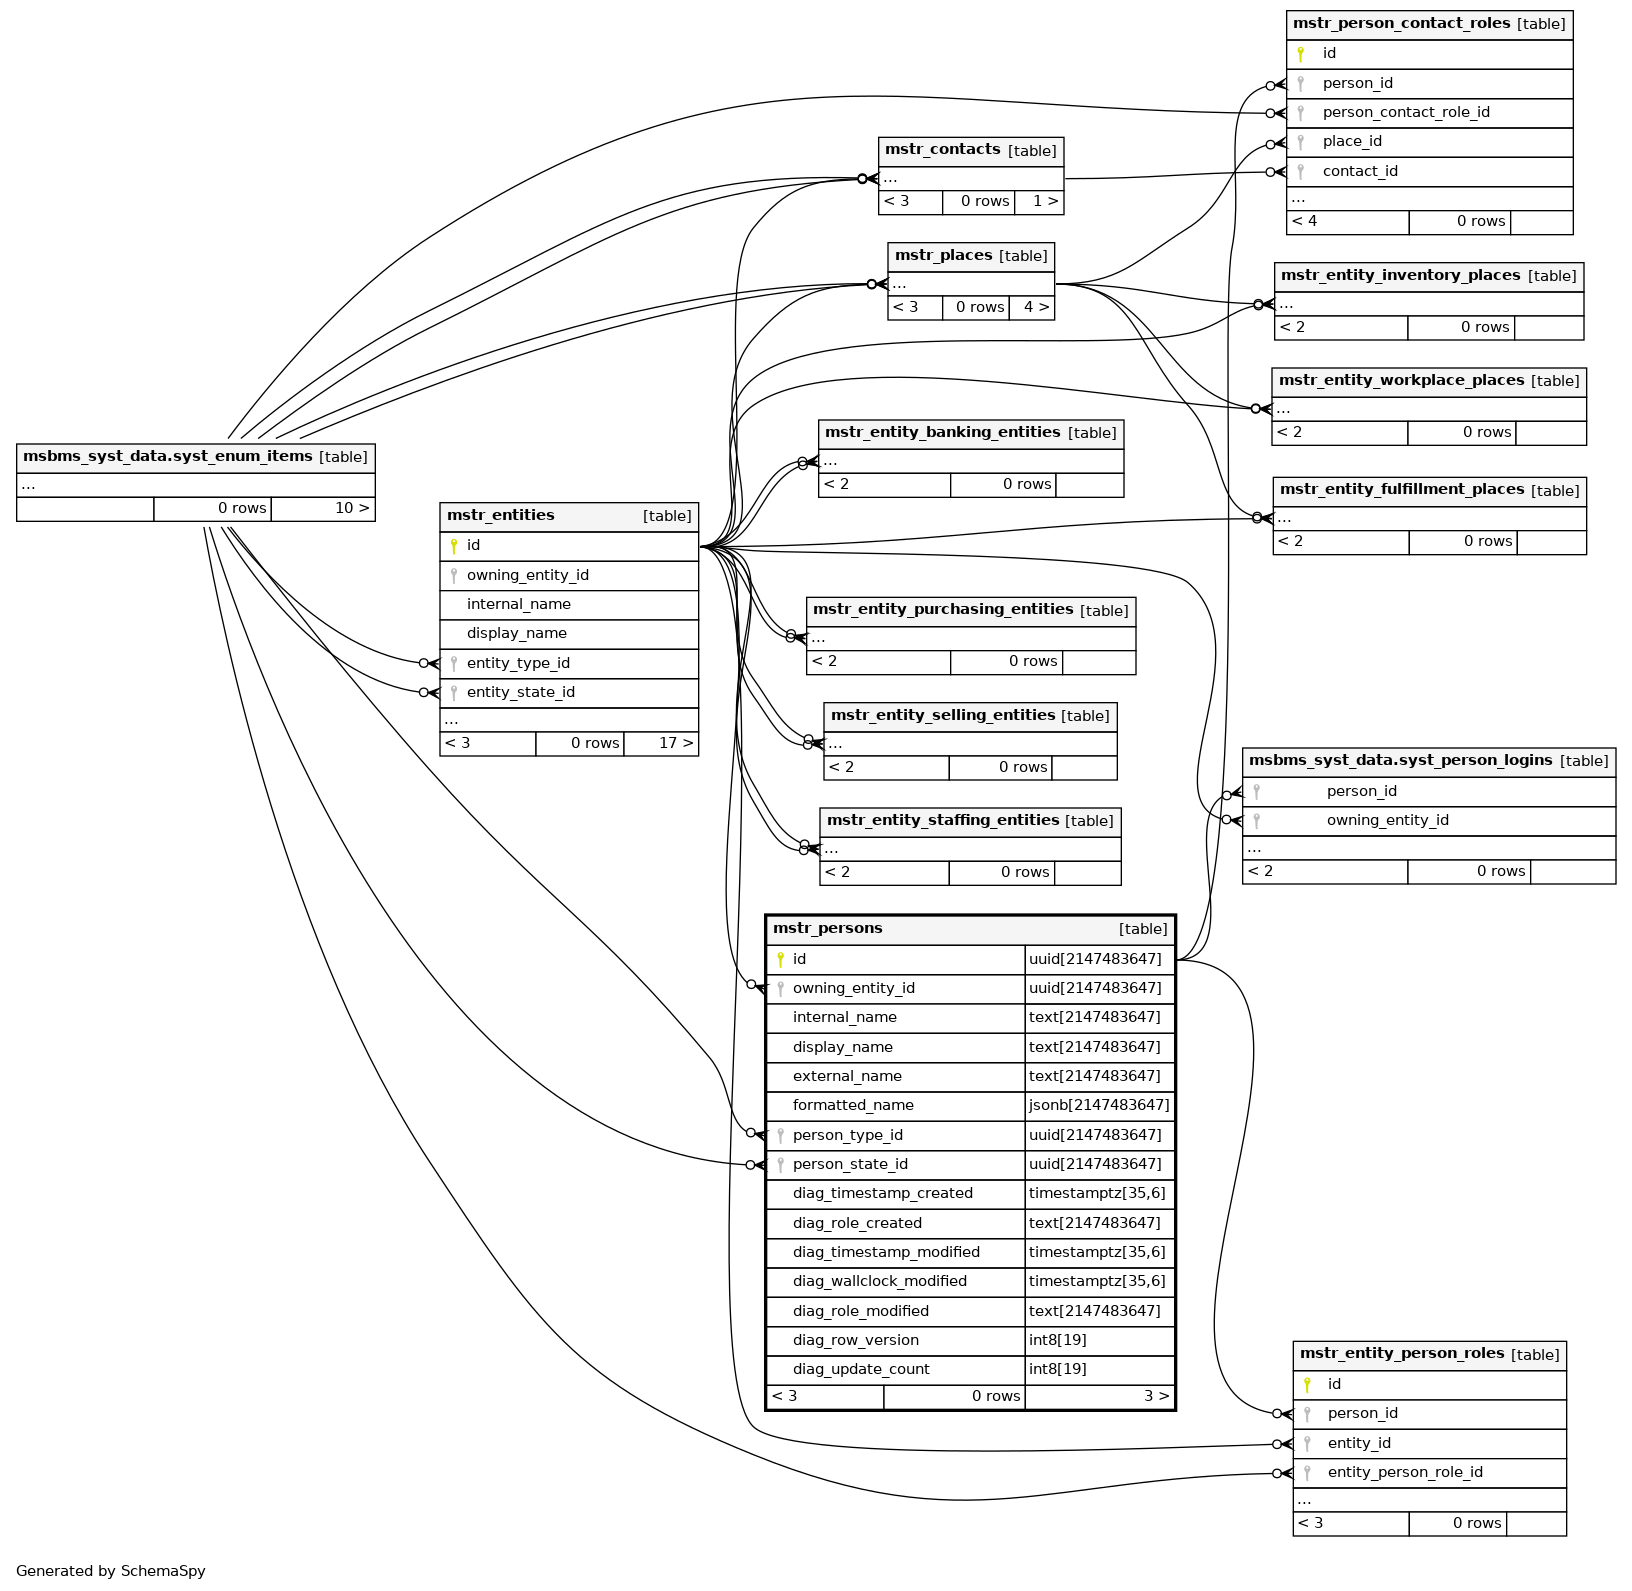 mstr_person_contact_roles [table]
id
person_id
person_contact_role_id
place_id
contact_id
...
< 4 0 rows
mstr_contacts [table]
...
< 3 0 rows 1 >
mstr_places [table]
...
< 3 0 rows 4 >
mstr_entity_inventory_places [table]
...
< 2 0 rows
mstr_entity_workplace_places [table]
...
< 2 0 rows
mstr_entity_banking_entities [table]
...
< 2 0 rows
msbms_syst_data.syst_enum_items [table]
...
0 rows 10 >
mstr_entity_fulfillment_places [table]
...
< 2 0 rows
mstr_entities [table]
id
owning_entity_id
internal_name
display_name
entity_type_id
entity_state_id
...
< 3 0 rows 17 >
mstr_entity_purchasing_entities [table]
...
< 2 0 rows
mstr_entity_selling_entities [table]
...
< 2 0 rows
msbms_syst_data.syst_person_logins [table]
person_id
owning_entity_id
...
< 2 0 rows
mstr_entity_staffing_entities [table]
...
< 2 0 rows
mstr_persons [table]
id uuid[2147483647]
owning_entity_id uuid[2147483647]
internal_name text[2147483647]
display_name text[2147483647]
external_name text[2147483647]
formatted_name jsonb[2147483647]
person_type_id uuid[2147483647]
person_state_id uuid[2147483647]
diag_timestamp_created timestamptz[35,6]
diag_role_created text[2147483647]
diag_timestamp_modified timestamptz[35,6]
diag_wallclock_modified timestamptz[35,6]
diag_role_modified text[2147483647]
diag_row_version int8[19]
diag_update_count int8[19]
< 3 0 rows 3 >
mstr_entity_person_roles [table]
id
person_id
entity_id
entity_person_role_id
...
< 3 0 rows
Generated by SchemaSpy